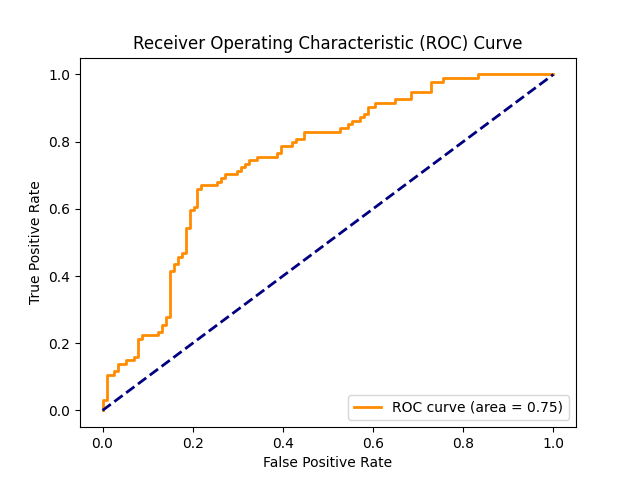 Receiver Operating Characteristic (ROC) Curve
1.0
0.8
0.6
0.4
0.2
0.0
True Positive Rate
ROC curve (area = 0.75)
0.0 0.2 0.4 0.6 0.8 1.0
False Positive Rate